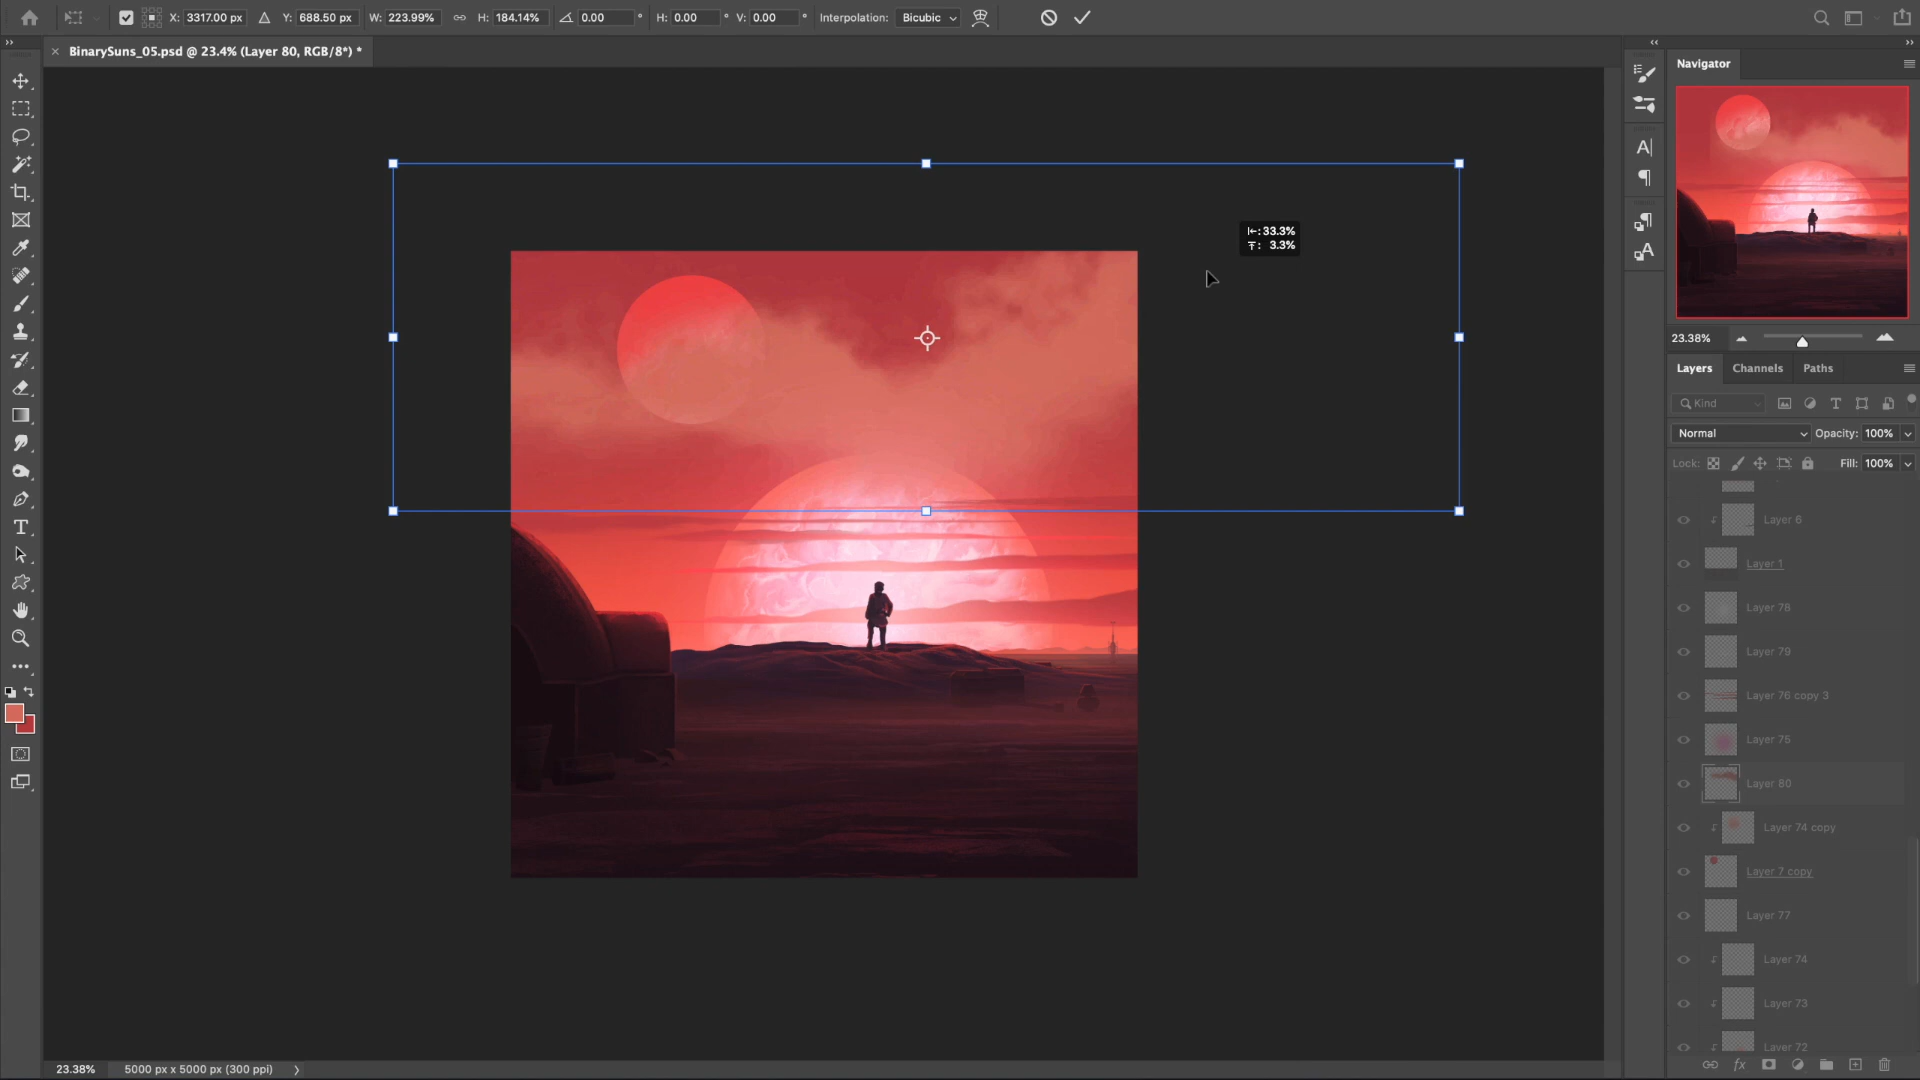 X: 3317.00 px Y: 688.50 px W: 223.99% H: 184.14% 0.00 ° H: 0.00 ° V: 0.00 ° Interpolation: Bicubic
BinarySuns_05.psd @ 23.4% (Layer 80, RGB/8*) *
Navigator
23.38%
Layers Channels Paths
Kind
Normal Opacity: 100%
Lock: Fill: 100%
Layer 6
Layer 1
Layer 78
Layer 79
Layer 76 copy 3
Layer 75
Layer 80
Layer 74 copy
Layer 7 copy
Layer 77
Layer 74
Layer 73
Layer 72
fx
33.3%
3.3%
23.38% 5000 px x 5000 px (300 ppi)